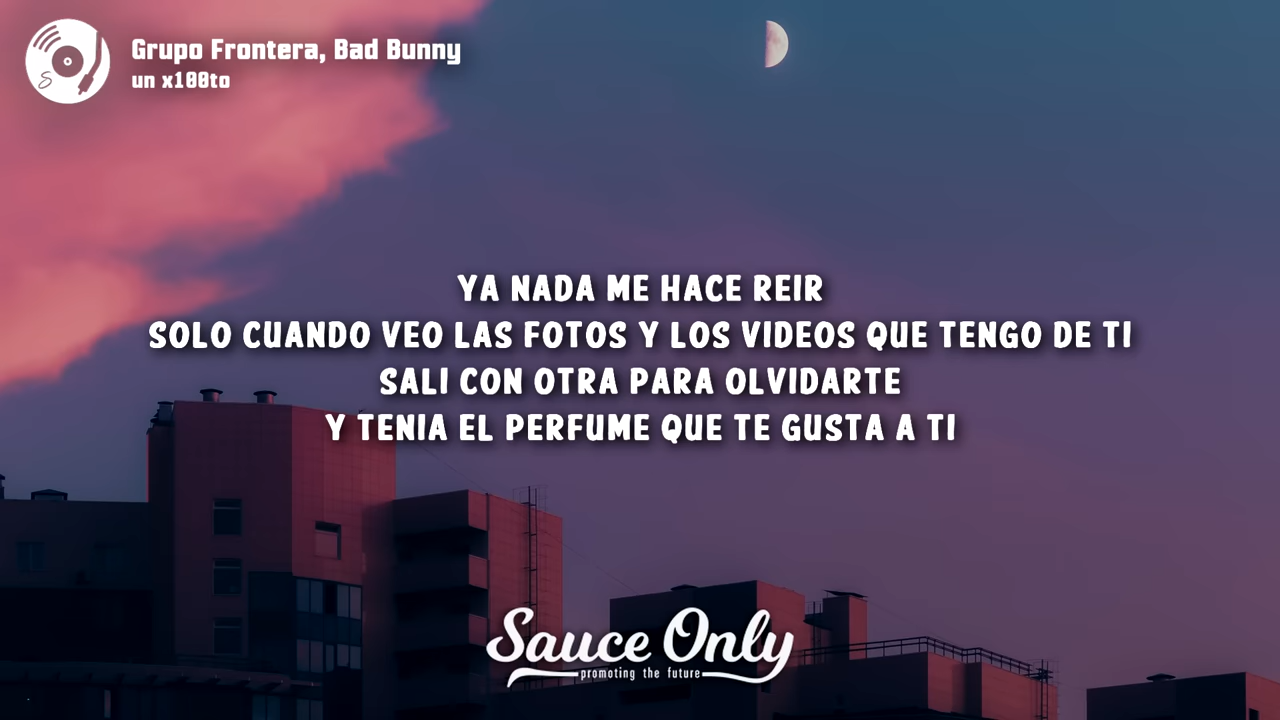 Grupo Frontera, Bad Bunny
un x100to
YA NADA ME HACE REIR
SOLO CUANDO VEO LAS FOTOS Y LOS VIDEOS QUE TENGO DE TI
SALI CON OTRA PARA OLVIDARTE
Y TENIA EL PERFUME QUE TE GUSTA A TI
Sauce Only
promoting the future